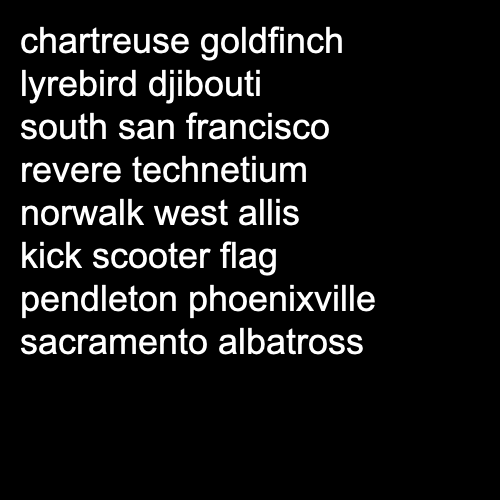 chartreuse goldfinch
lyrebird djibouti
south san francisco
revere technetium
norwalk west allis
kick scooter flag
pendleton phoenixville
sacramento albatross